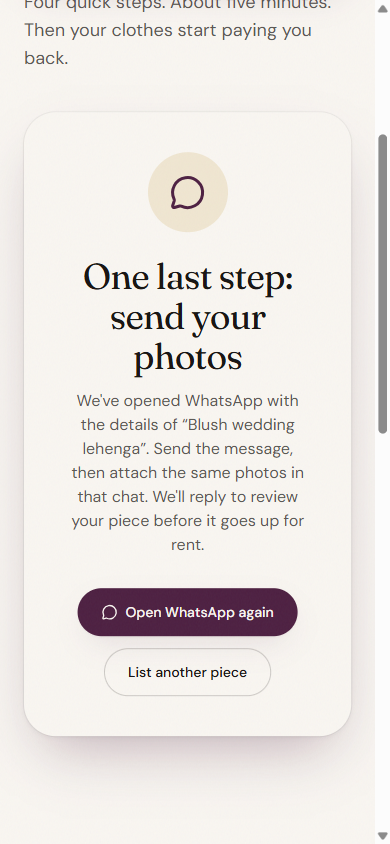 Four quick steps. About five minutes.
Then your clothes start paying you
back.
One last step:
send your
photos
We've opened WhatsApp with
the details of “Blush wedding
lehenga”. Send the message,
then attach the same photos in
that chat. We'll reply to review
your piece before it goes up for
rent.
Open WhatsApp again
List another piece